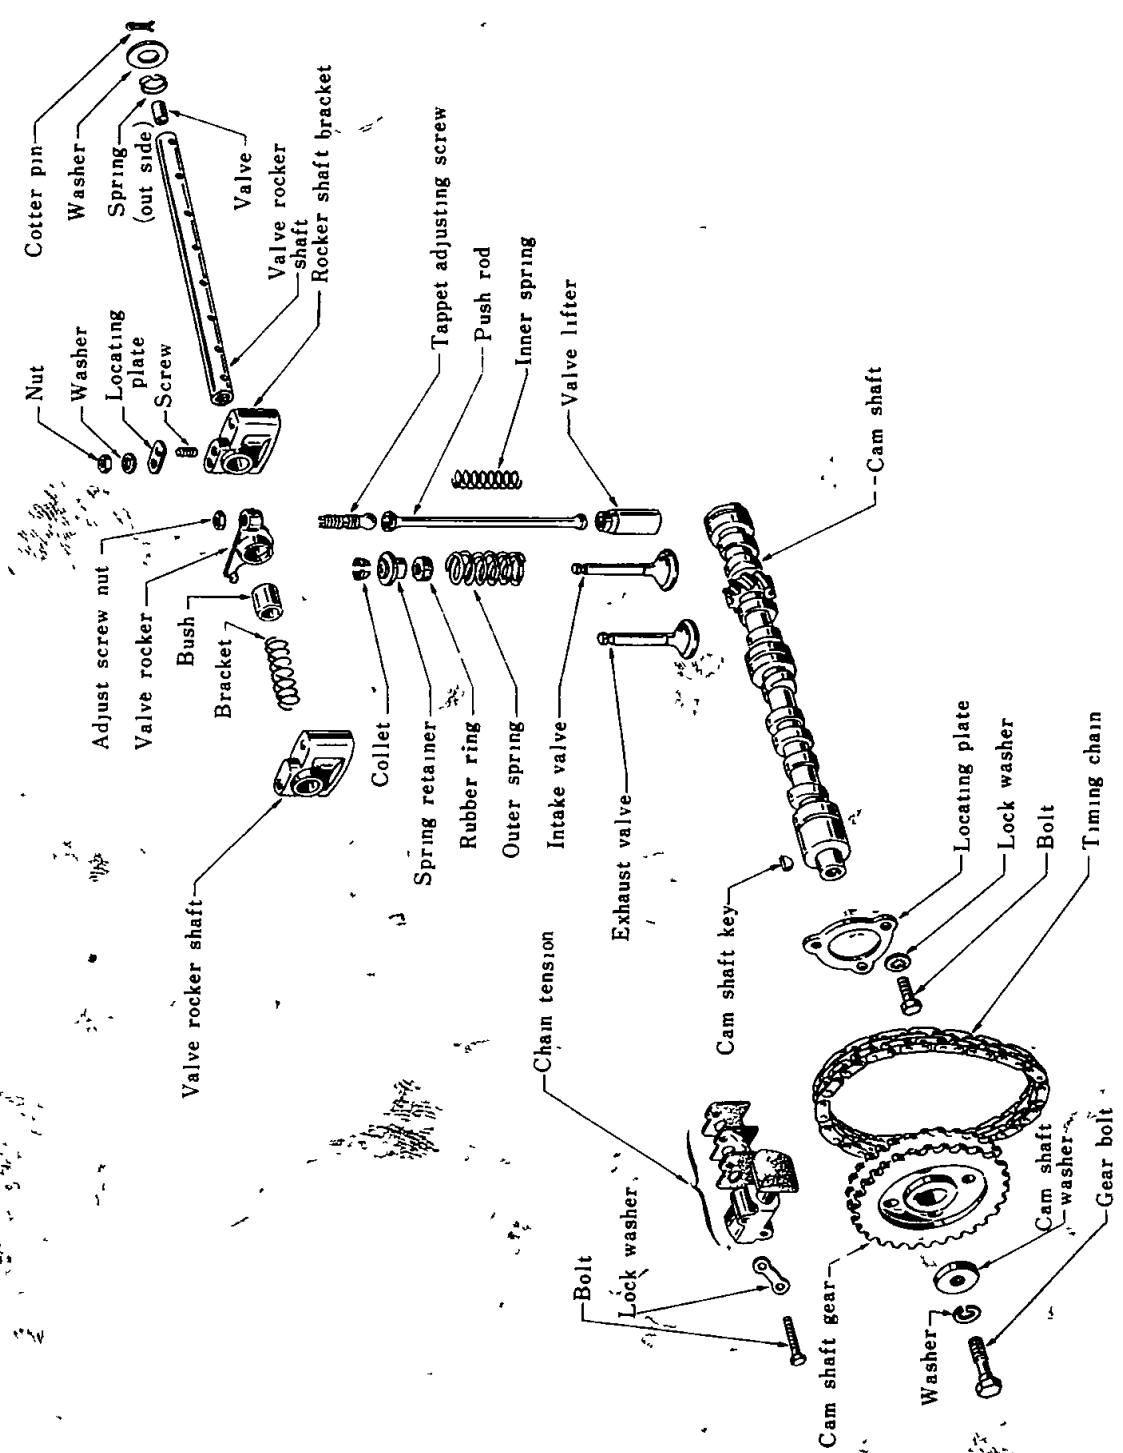 Cotter pin
Washer
Spring
(out side)
Valve
Valve rocker
shaft
Rocker shaft bracket
Nut
Washer
Locating
plate
Screw
Tappet adjusting screw
Push rod
Inner spring
Valve lifter
Cam shaft
Adjust screw nut
Valve rocker
Bush
Bracket
Collet
Spring retainer
Rubber ring
Outer spring
Intake valve
Exhaust valve
Valve rocker shaft
Chain tension
Cam shaft key
Locating plate
Lock washer
Bolt
Timing chain
Bolt
Lock washer
Cam shaft gear
Washer
Cam shaft
washer
Gear bolt